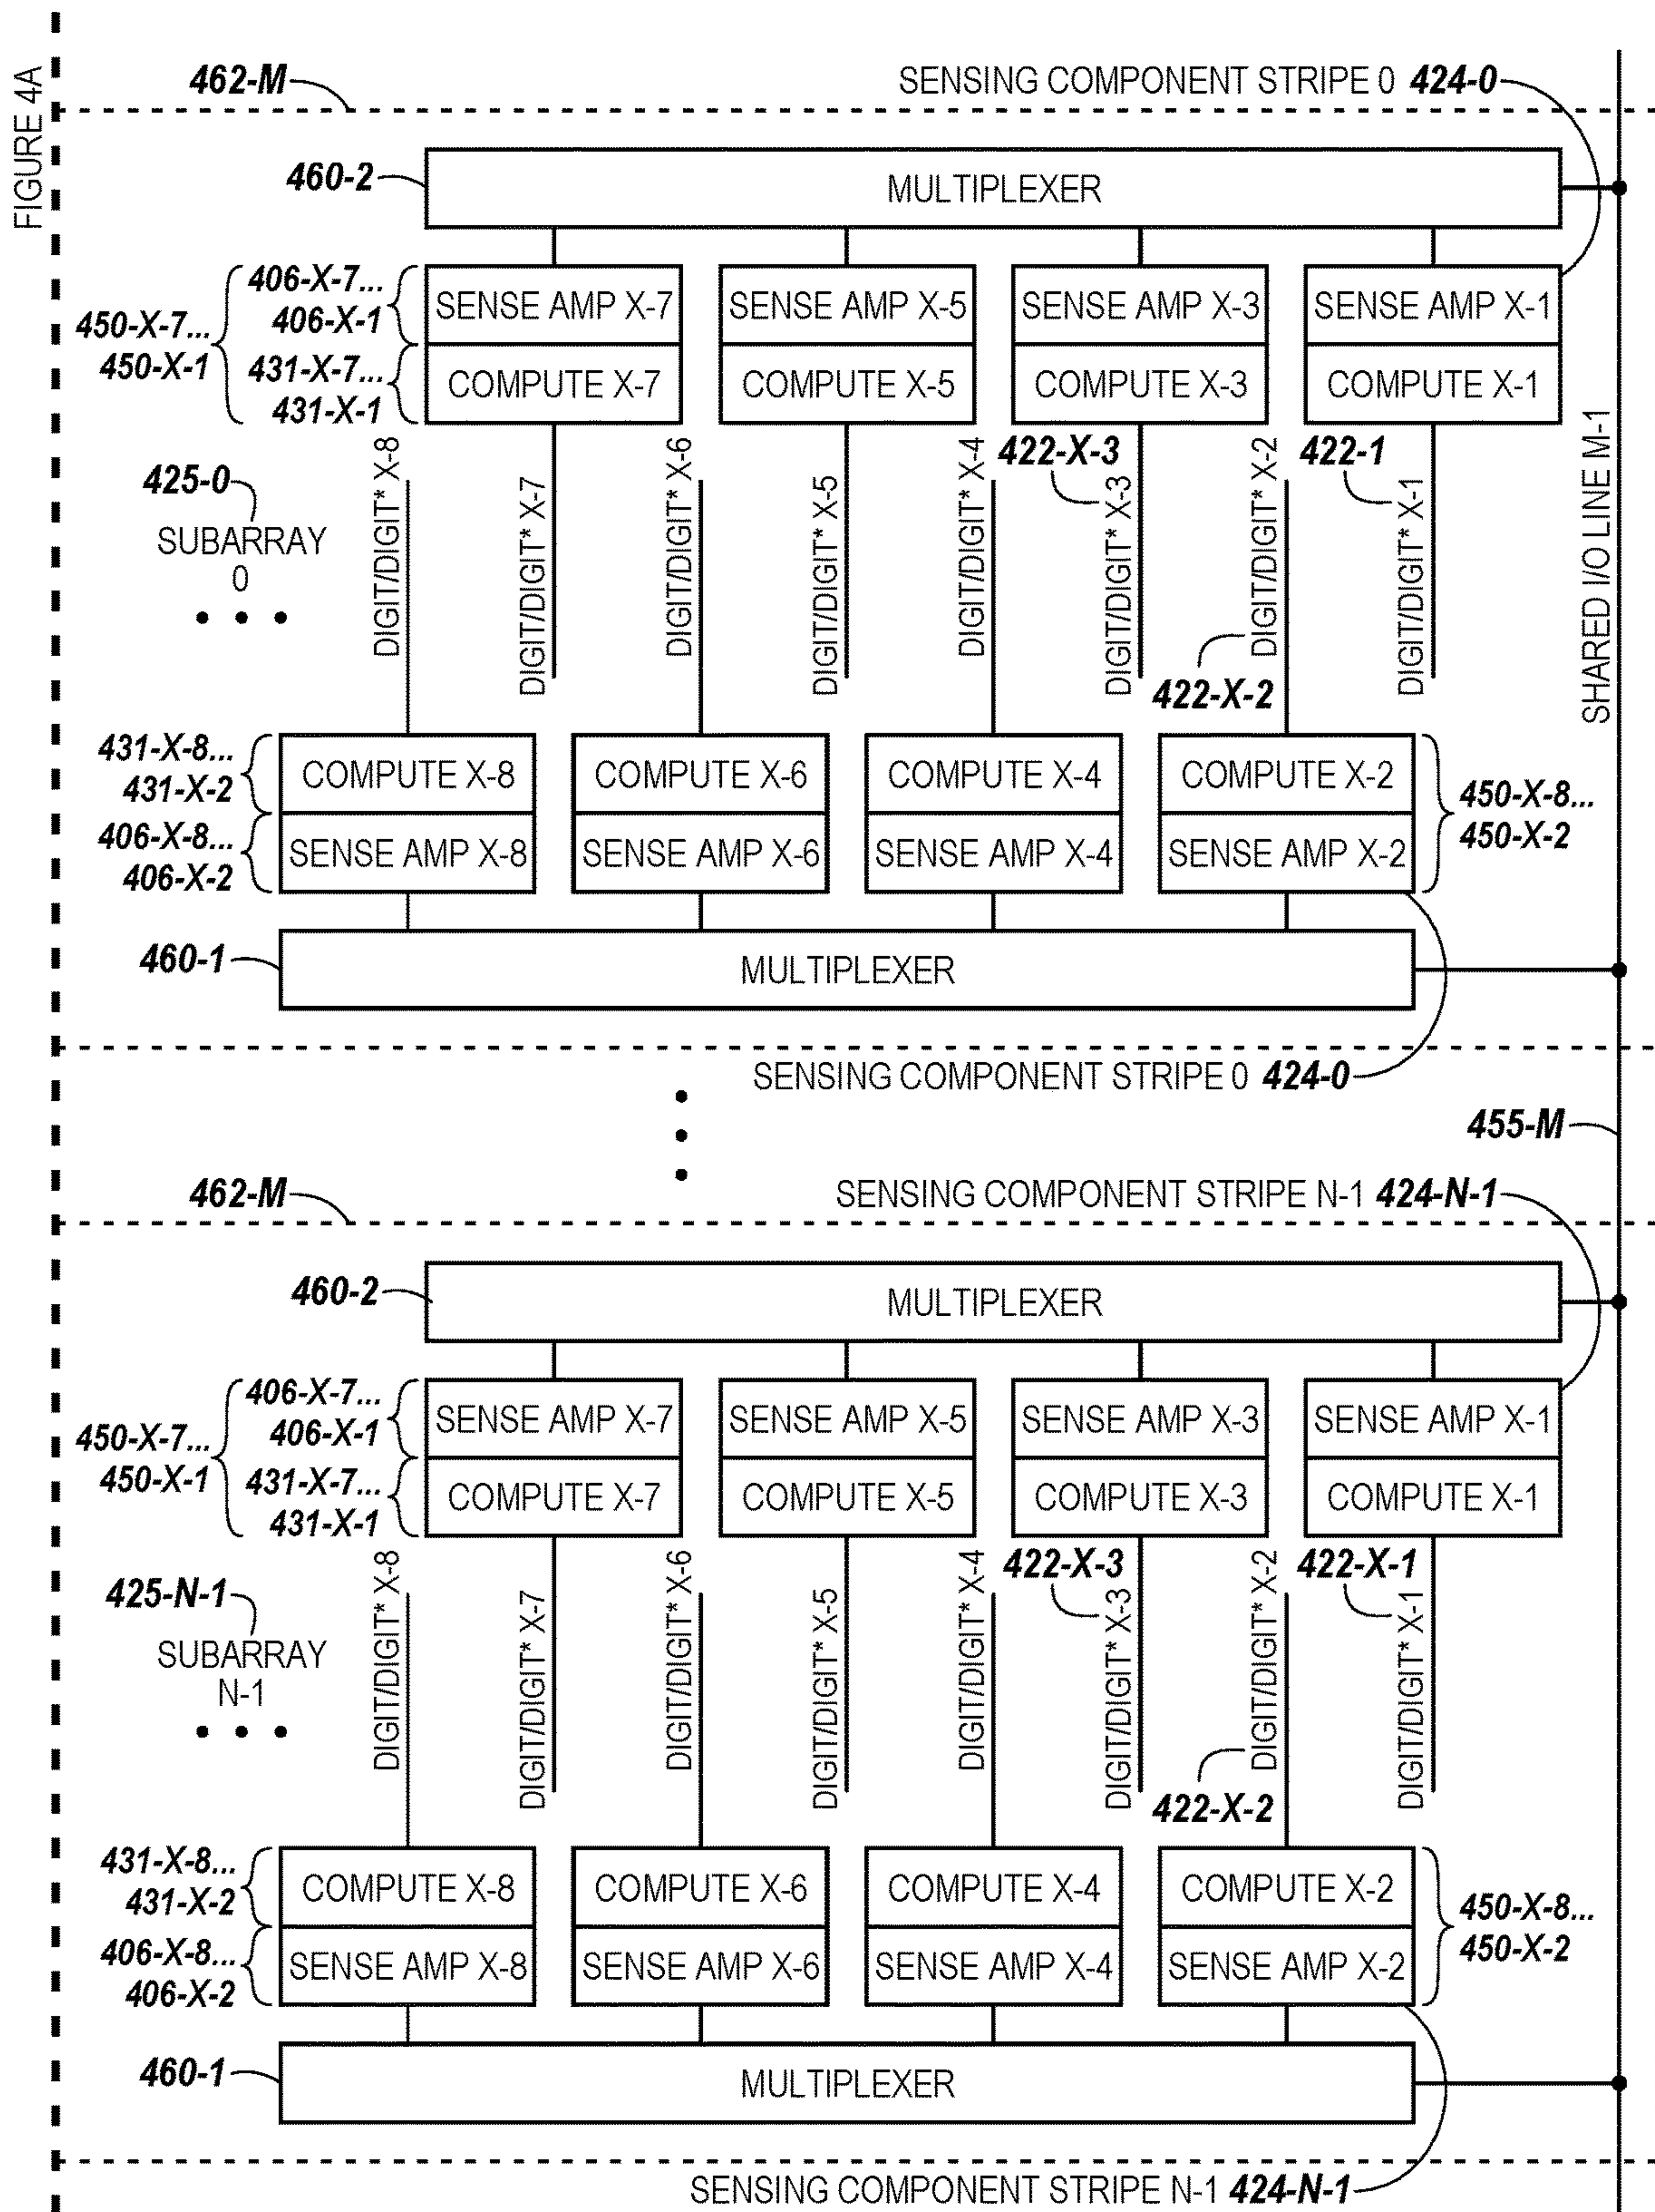 FIGURE 4A
462-M
SENSING COMPONENT STRIPE 0 424-0
460-2
MULTIPLEXER
450-X-7...
450-X-1
406-X-7...
406-X-1
431-X-7...
431-X-1
SENSE AMP X-7
SENSE AMP X-5
SENSE AMP X-3
SENSE AMP X-1
COMPUTE X-7
COMPUTE X-5
COMPUTE X-3
COMPUTE X-1
425-0
SUBARRAY
0
• • •
DIGIT/DIGIT* X-8
DIGIT/DIGIT* X-7
DIGIT/DIGIT* X-6
DIGIT/DIGIT* X-5
DIGIT/DIGIT* X-4
422-X-3
DIGIT/DIGIT* X-3
DIGIT/DIGIT* X-2
422-X-2
422-1
DIGIT/DIGIT* X-1
SHARED I/O LINE M-1
431-X-8...
431-X-2
406-X-8...
406-X-2
COMPUTE X-8
COMPUTE X-6
COMPUTE X-4
COMPUTE X-2
SENSE AMP X-8
SENSE AMP X-6
SENSE AMP X-4
SENSE AMP X-2
450-X-8...
450-X-2
460-1
MULTIPLEXER
SENSING COMPONENT STRIPE 0 424-0
455-M
462-M
SENSING COMPONENT STRIPE N-1 424-N-1
460-2
MULTIPLEXER
450-X-7...
450-X-1
406-X-7...
406-X-1
431-X-7...
431-X-1
SENSE AMP X-7
SENSE AMP X-5
SENSE AMP X-3
SENSE AMP X-1
COMPUTE X-7
COMPUTE X-5
COMPUTE X-3
COMPUTE X-1
425-N-1
SUBARRAY
N-1
• • •
DIGIT/DIGIT* X-8
DIGIT/DIGIT* X-7
DIGIT/DIGIT* X-6
DIGIT/DIGIT* X-5
DIGIT/DIGIT* X-4
422-X-3
DIGIT/DIGIT* X-3
DIGIT/DIGIT* X-2
422-X-2
422-X-1
DIGIT/DIGIT* X-1
431-X-8...
431-X-2
406-X-8...
406-X-2
COMPUTE X-8
COMPUTE X-6
COMPUTE X-4
COMPUTE X-2
SENSE AMP X-8
SENSE AMP X-6
SENSE AMP X-4
SENSE AMP X-2
450-X-8...
450-X-2
460-1
MULTIPLEXER
SENSING COMPONENT STRIPE N-1 424-N-1